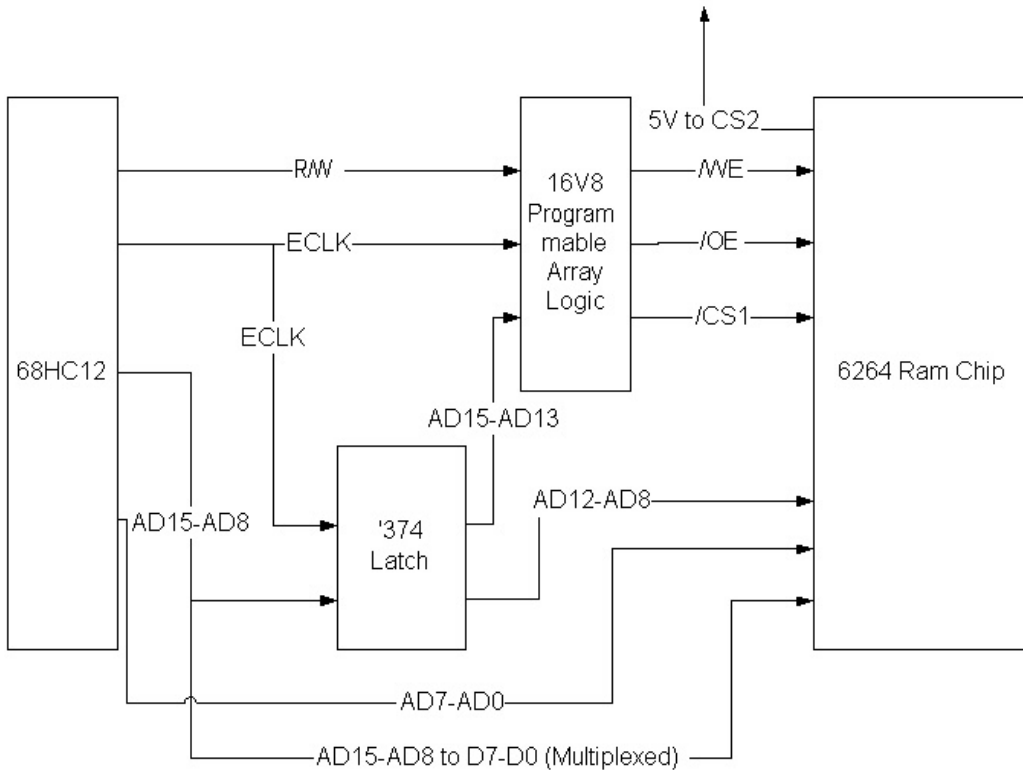 5V to CS2
R/W
/WE
16V8
Program
mable
Array
Logic
ECLK
/OE
ECLK
/CS1
68HC12
6264 Ram Chip
AD15-AD13
AD12-AD8
AD15-AD8
'374
Latch
AD7-AD0
AD15-AD8 to D7-D0 (Multiplexed)